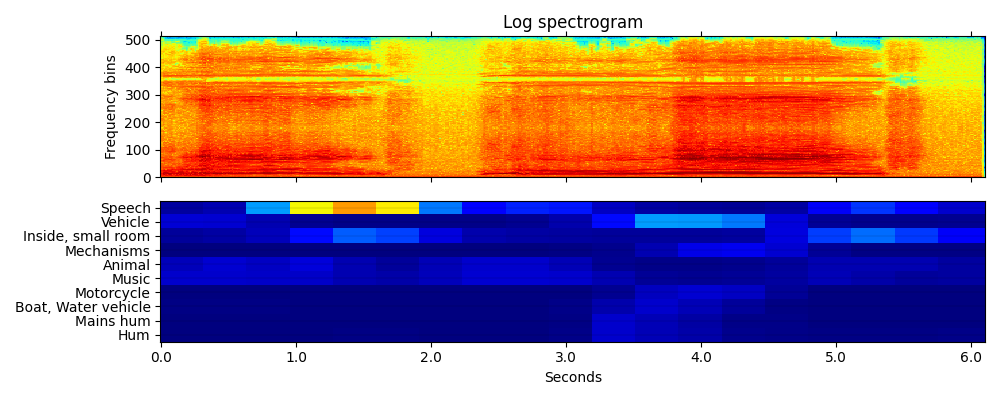 Log spectrogram
Frequency bins
500
400
300
200
100
0
Speech
Vehicle
Inside, small room
Mechanisms
Animal
Music
Motorcycle
Boat, Water vehicle
Mains hum
Hum
0.0 1.0 2.0 3.0 4.0 5.0 6.0
Seconds